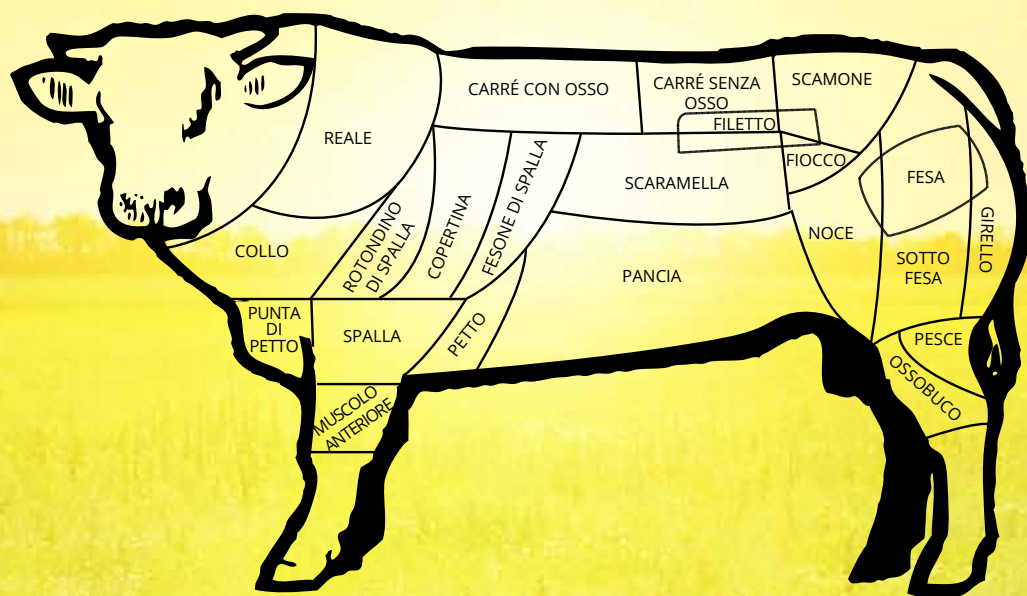 CARRÉ CON OSSO
CARRÉ SENZA
OSSO
SCAMONE
FILETTO
REALE
FIOCCO
SCARAMELLA
FESA
COLLO
ROTONDINO
DI SPALLA
COPERTINA
FESONE DI SPALLA
NOCE
GIRELLO
SOTTO
FESA
PANCIA
PUNTA
DI
PETTO
SPALLA
PETTO
PESCE
OSSOBUCO
MUSCOLO
ANTERIORE